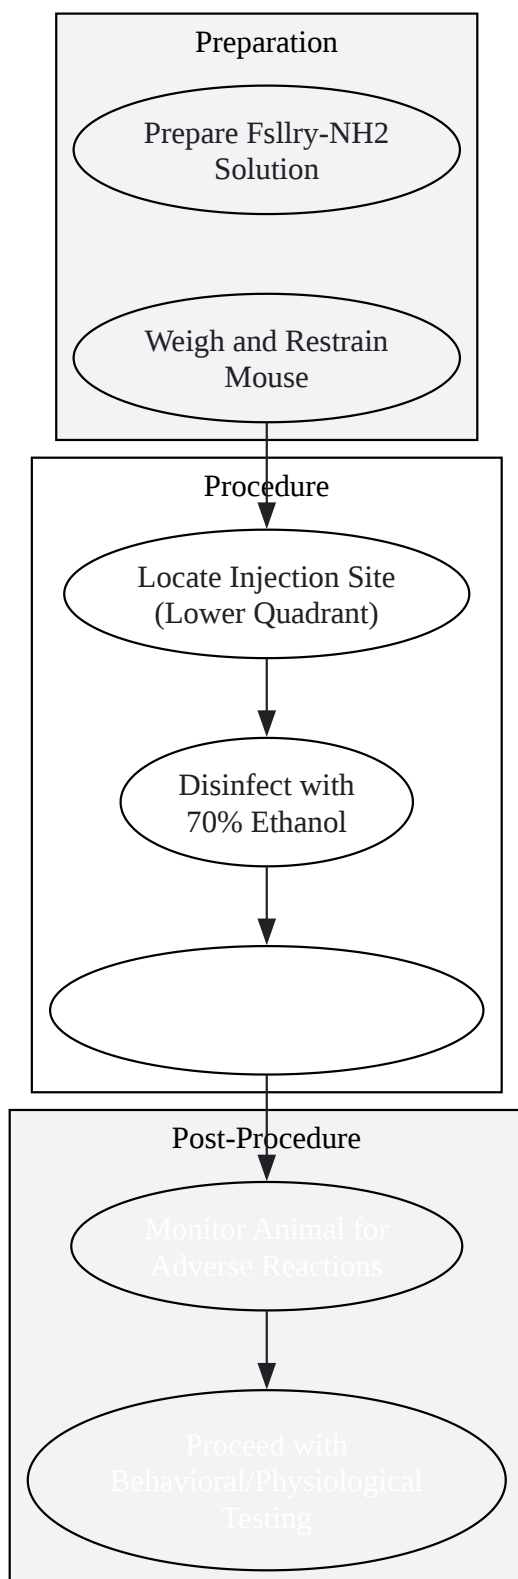 Preparation
Prepare Fsllry-NH2
Solution
Weigh and Restrain
Mouse
Procedure
Locate Injection Site
(Lower Quadrant)
Disinfect with
70% Ethanol
Post-Procedure
Monitor Animal for
Adverse Reactions
Proceed with
Behavioral/Physiological
Testing